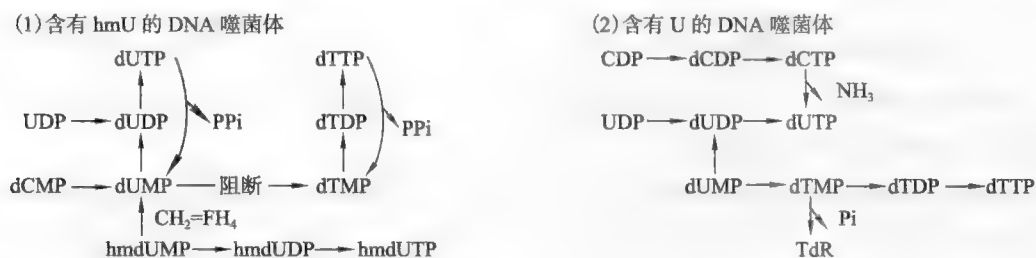 (1)含有 hmU 的 DNA 噬菌体
(2)含有 U 的 DNA 噬菌体
dUTP
dTTP
CDP
dCDP
dCTP
NH₃
UDP
dUDP
PPi
dTDP
PPi
UDP
dUDP
dUTP
dCMP
dUMP
阻断
dTMP
dUMP
dTMP
dTDP
dTTP
CH₂=FH₄
Pi
hmdUMP
hmdUDP
hmdUTP
TdR